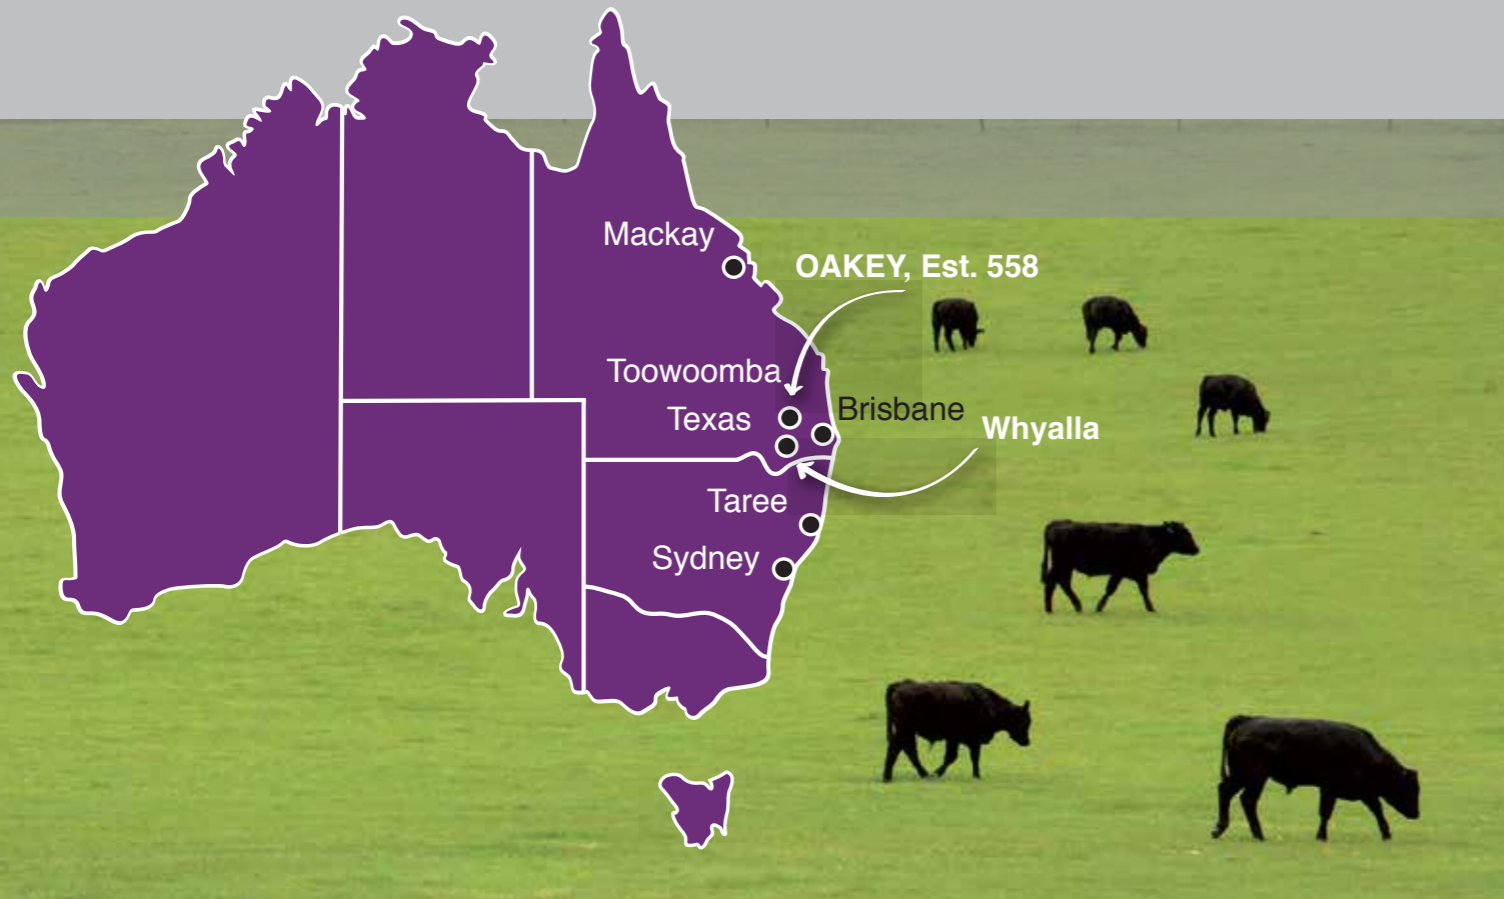 Mackay
OAKEY, Est. 558
Toowoomba
Texas
Brisbane
Whyalla
Taree
Sydney